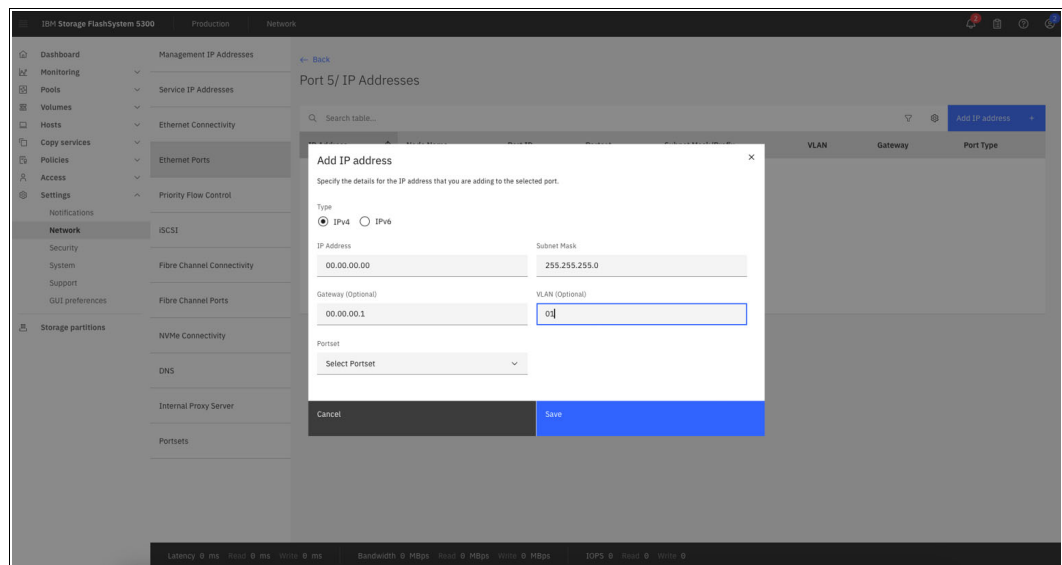 IBM Storage FlashSystem 5300 Production Network 2 2
Dashboard
Monitoring
Pools
Volumes
Hosts
Copy services
Policies
Access
Settings
Notifications
Network
Security
System
Support
GUI preferences
Storage partitions
Management IP Addresses
Service IP Addresses
Ethernet Connectivity
Ethernet Ports
Priority Flow Control
iSCSI
Fibre Channel Connectivity
Fibre Channel Ports
NVMe Connectivity
DNS
Internal Proxy Server
Portsets
← Back
Port 5/ IP Addresses
Search table...
Add IP address +
VLAN Gateway Port Type
Add IP address
Specify the details for the IP address that you are adding to the selected port.
Type
IPv4 IPv6
IP Address Subnet Mask
00.00.00.00 255.255.255.0
Gateway (Optional) VLAN (Optional)
00.00.00.1 01
Portset
Select Portset
Cancel Save
Latency 0 ms Read 0 ms Write 0 ms Bandwidth 0 MBps Read 0 MBps Write 0 MBps IOPS 0 Read 0 Write 0